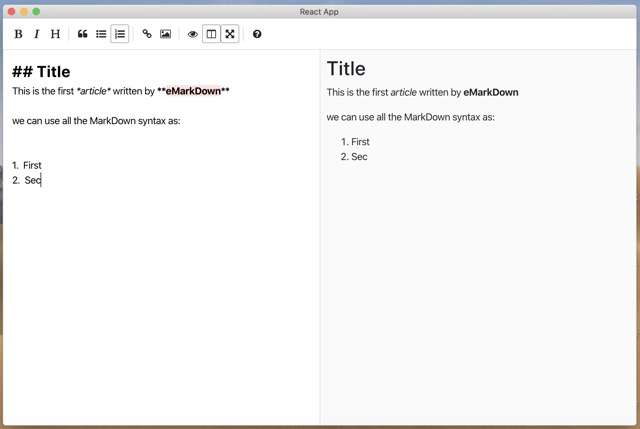 React App
B I H
## Title
This is the first *article* written by **eMarkDown**
we can use all the MarkDown syntax as:
1. First
2. Sec
Title
This is the first article written by eMarkDown
we can use all the MarkDown syntax as:
1. First
2. Sec